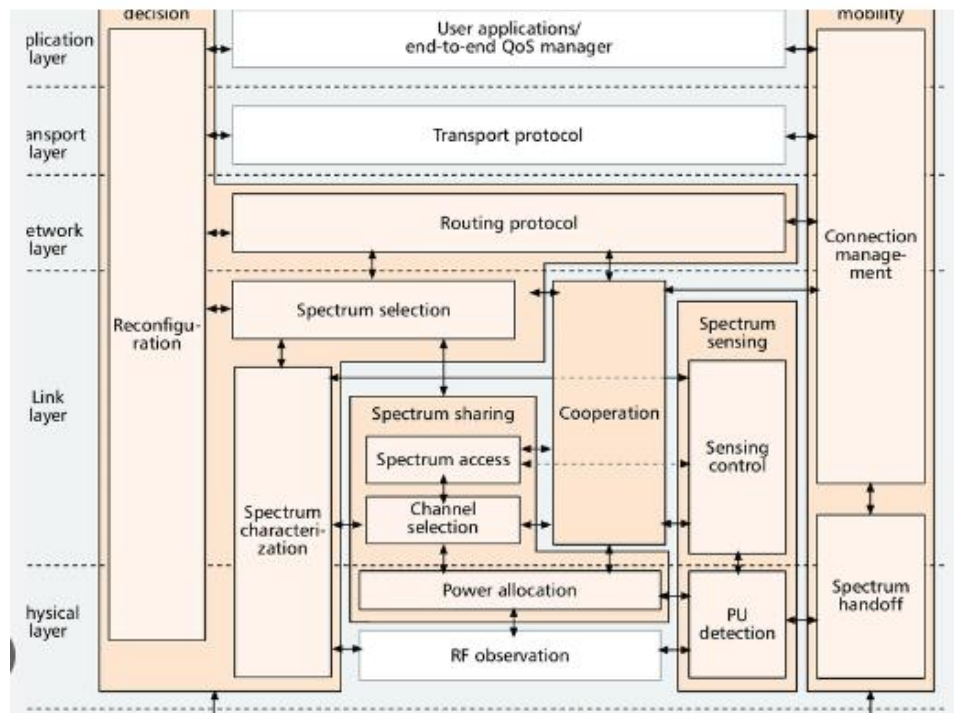 decision
mobility
plication
layer
User applications/
end-to-end QoS manager
ansport
layer
Transport protocol
etwork
layer
Routing protocol
Connection
manage-
ment
Reconfigu-
ration
Spectrum selection
Spectrum
sensing
Link
layer
Spectrum sharing
Cooperation
Spectrum access
Sensing
control
Channel
selection
Spectrum
characteri-
zation
hysical
layer
Power allocation
PU
detection
Spectrum
handoff
RF observation